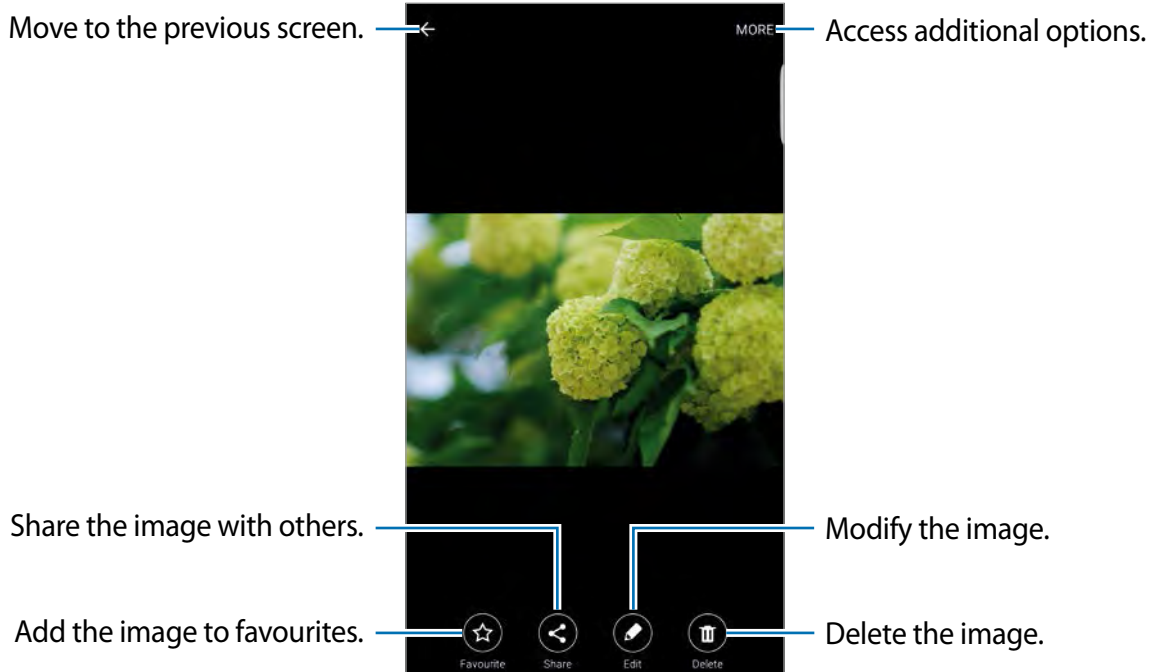 Move to the previous screen.
MORE
Access additional options.
Share the image with others.
Modify the image.
Add the image to favourites.
Delete the image.
Favourite
Share
Edit
Delete